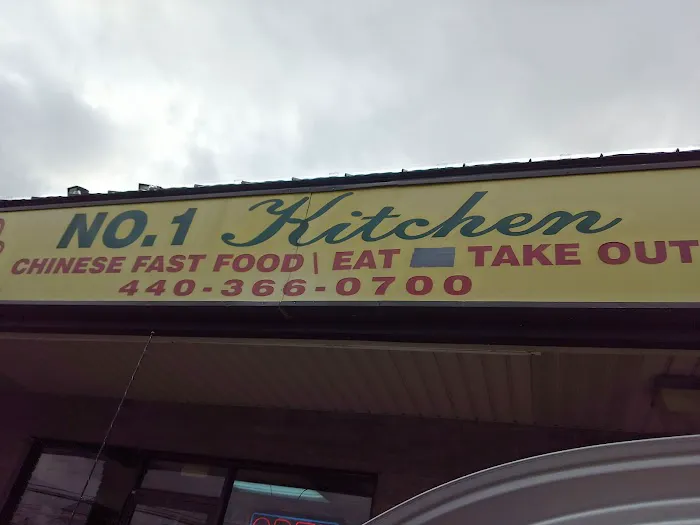 NO.1 Kitchen
CHINESE FAST FOOD \ EAT TAKE OUT
440-366-0700